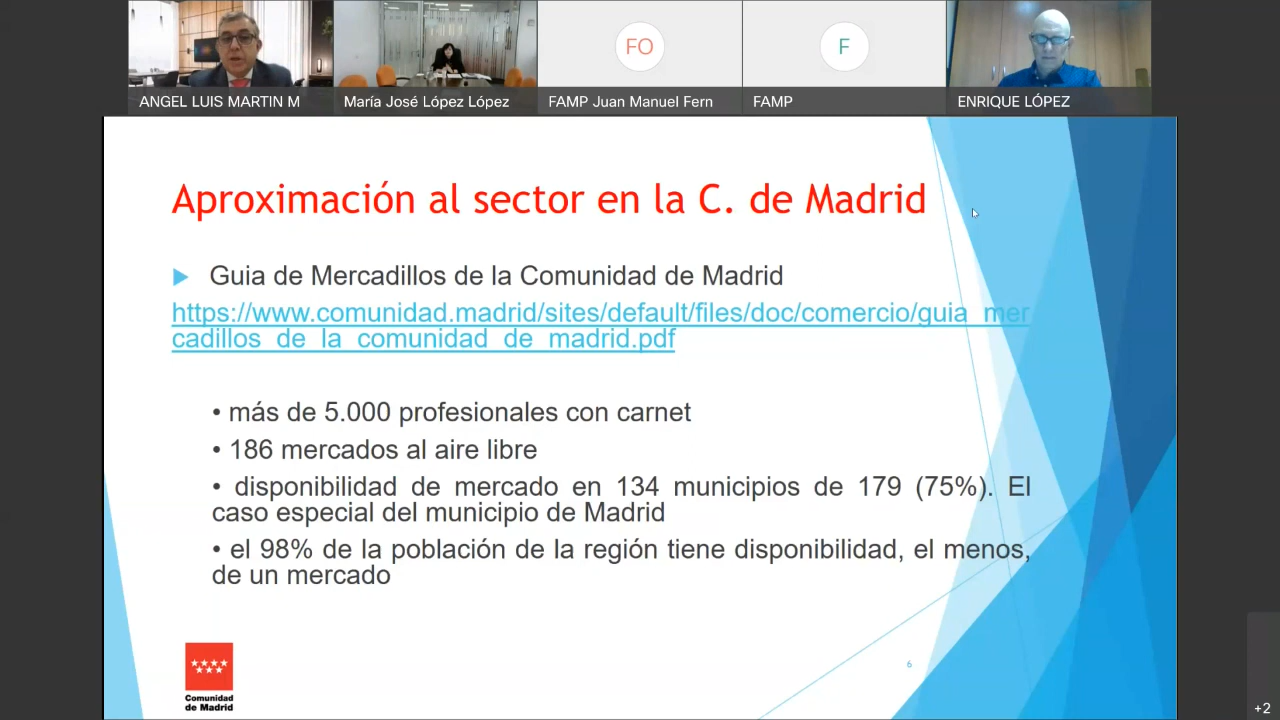 ANGEL LUIS MARTIN M
María José López López
FO
FAMP Juan Manuel Fern
F
FAMP
ENRIQUE LÓPEZ
Aproximación al sector en la C. de Madrid
Guia de Mercadillos de la Comunidad de Madrid
https://www.comunidad.madrid/sites/default/files/doc/comercio/guia_mer
cadillos_de_la_comunidad_de_madrid.pdf
• más de 5.000 profesionales con carnet
• 186 mercados al aire libre
• disponibilidad de mercado en 134 municipios de 179 (75%). El
caso especial del municipio de Madrid
• el 98% de la población de la región tiene disponibilidad, el menos,
de un mercado
Comunidad
de Madrid
6
+2